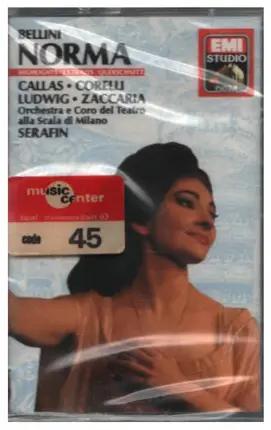 BELLINI
NORMA
HIGHLIGHTS · EXTRAITS · QUERSCHNITT
CALLAS · CORELLI
LUDWIG · ZACCARIA
Orchestra e Coro del Teatro
alla Scala di Milano
SERAFIN
EMI
STUDIO
music
center
code 45